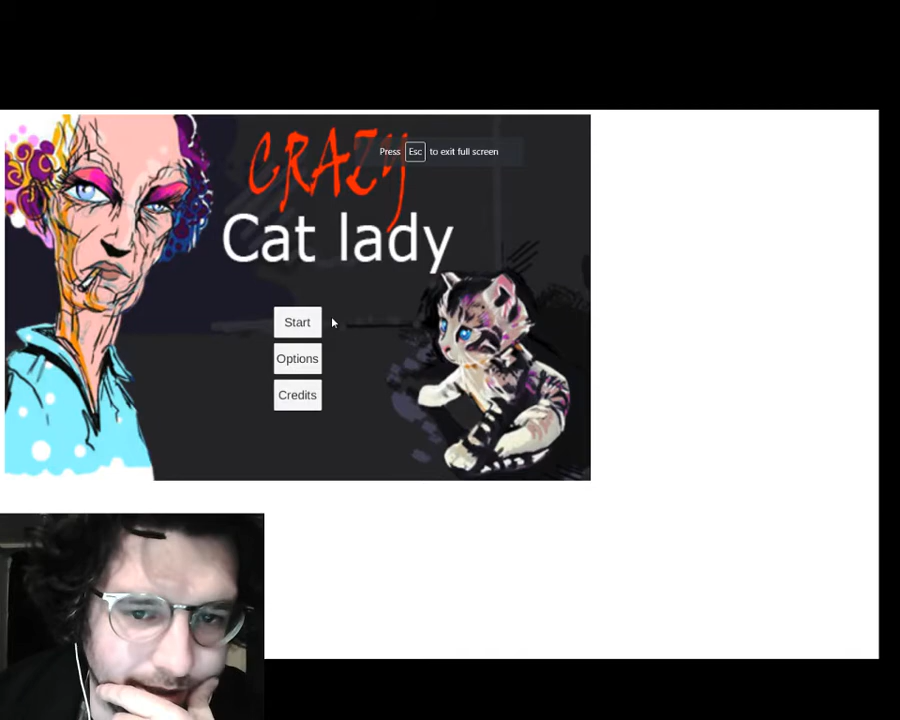 CRAZY
Press Esc to exit full screen
Cat lady
Start
Options
Credits